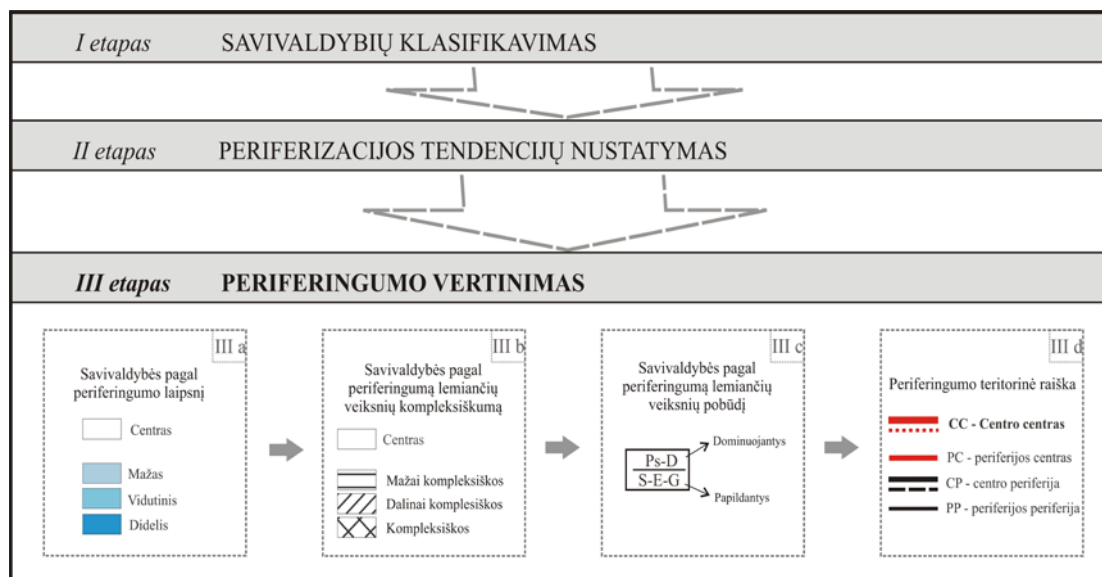 I etapas SAVIVALDYBIŲ KLASIFIKAVIMAS
II etapas PERIFERIZACIJOS TENDENCIJŲ NUSTATYMAS
III etapas PERIFERINGUMO VERTINIMAS
III a
Savivaldybės pagal
periferingumo laipsnį
Centras
Mažas
Vidutinis
Didelis
III b
Savivaldybės pagal
periferingumą lemiančių
veiksnių kompleksiškumą
Centras
Mažai kompleksiškos
Dalinai komplesiškos
Kompleksiškos
III c
Savivaldybės pagal
periferingumą lemiančių
veiksnių pobūdį
Dominuojantys
Ps-D
S-E-G
Papildantys
III d
Periferingumo teritorinė raiška
CC - Centro centras
PC - periferijos centras
CP - centro periferija
PP - periferijos periferija